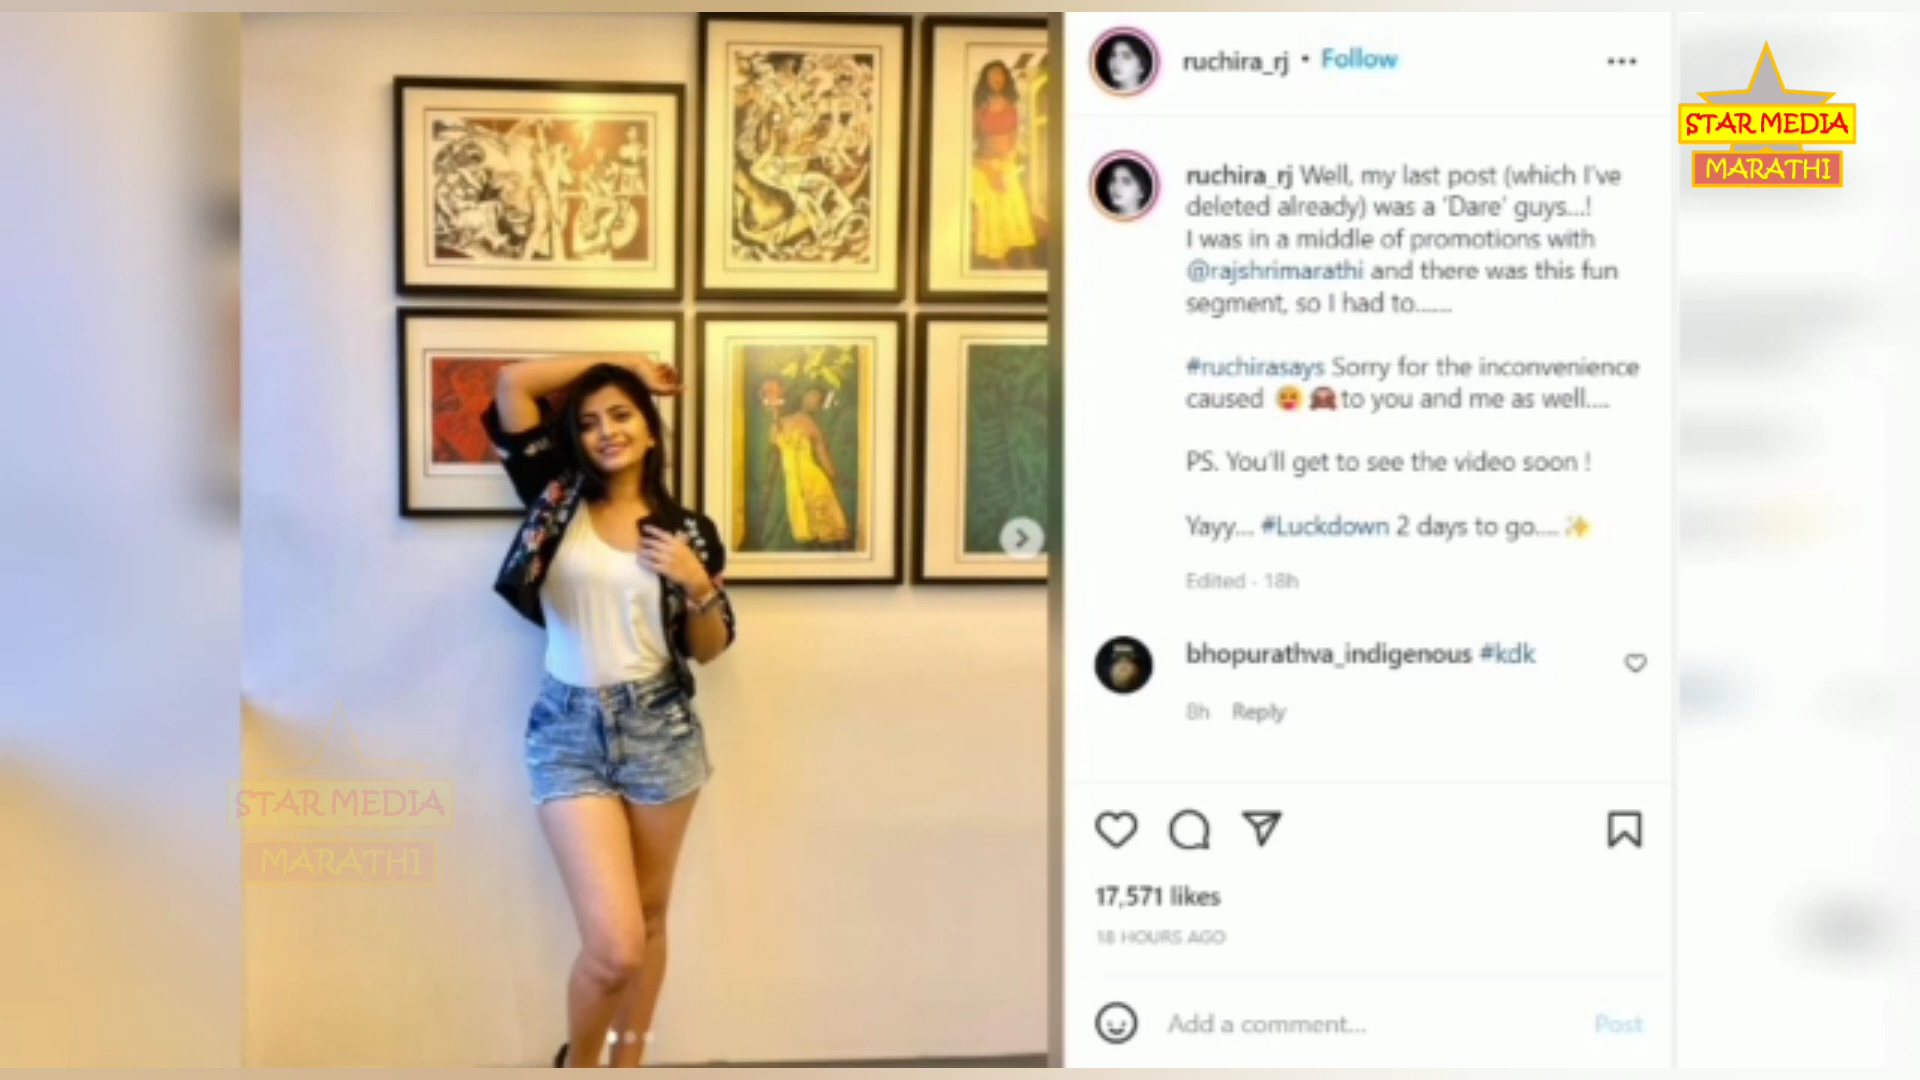 ruchira_rj • Follow
STAR MEDIA
MARATHI
ruchira_rj Well, my last post (which I've
deleted already) was a 'Dare' guys...!
I was in a middle of promotions with
@rajshrimarathi and there was this fun
segment, so I had to......
#ruchirasays Sorry for the inconvenience
caused 😝 🙈 to you and me as well....
PS. You'll get to see the video soon !
Yayy... #Luckdown 2 days to go.... ✨
Edited · 18h
bhopurathva_indigenous #kdk
8h Reply
STAR MEDIA
MARATHI
17,571 likes
18 HOURS AGO
Add a comment...
Post